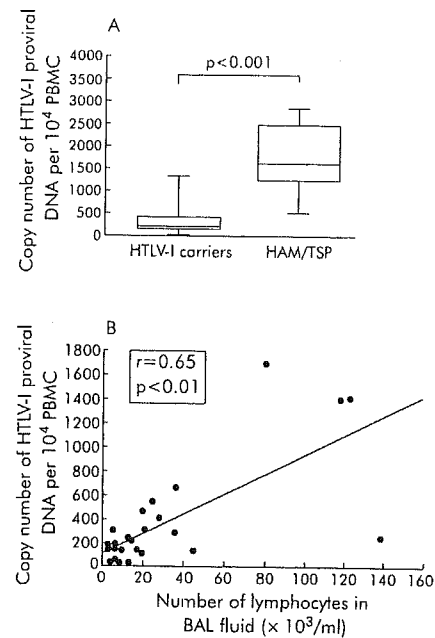 A
p<0.001
4000
3500
3000
2500
2000
1500
1000
500
0
Copy number of HTLV-I proviral
DNA per 10⁴ PBMC
HTLV-I carriers HAM/TSP
B
r=0.65
p<0.01
1800
1600
1400
1200
1000
800
600
400
200
0
Copy number of HTLV-I proviral
DNA per 10⁴ PBMC
0 20 40 60 80 100 120 140 160
Number of lymphocytes in
BAL fluid (× 10³/ml)